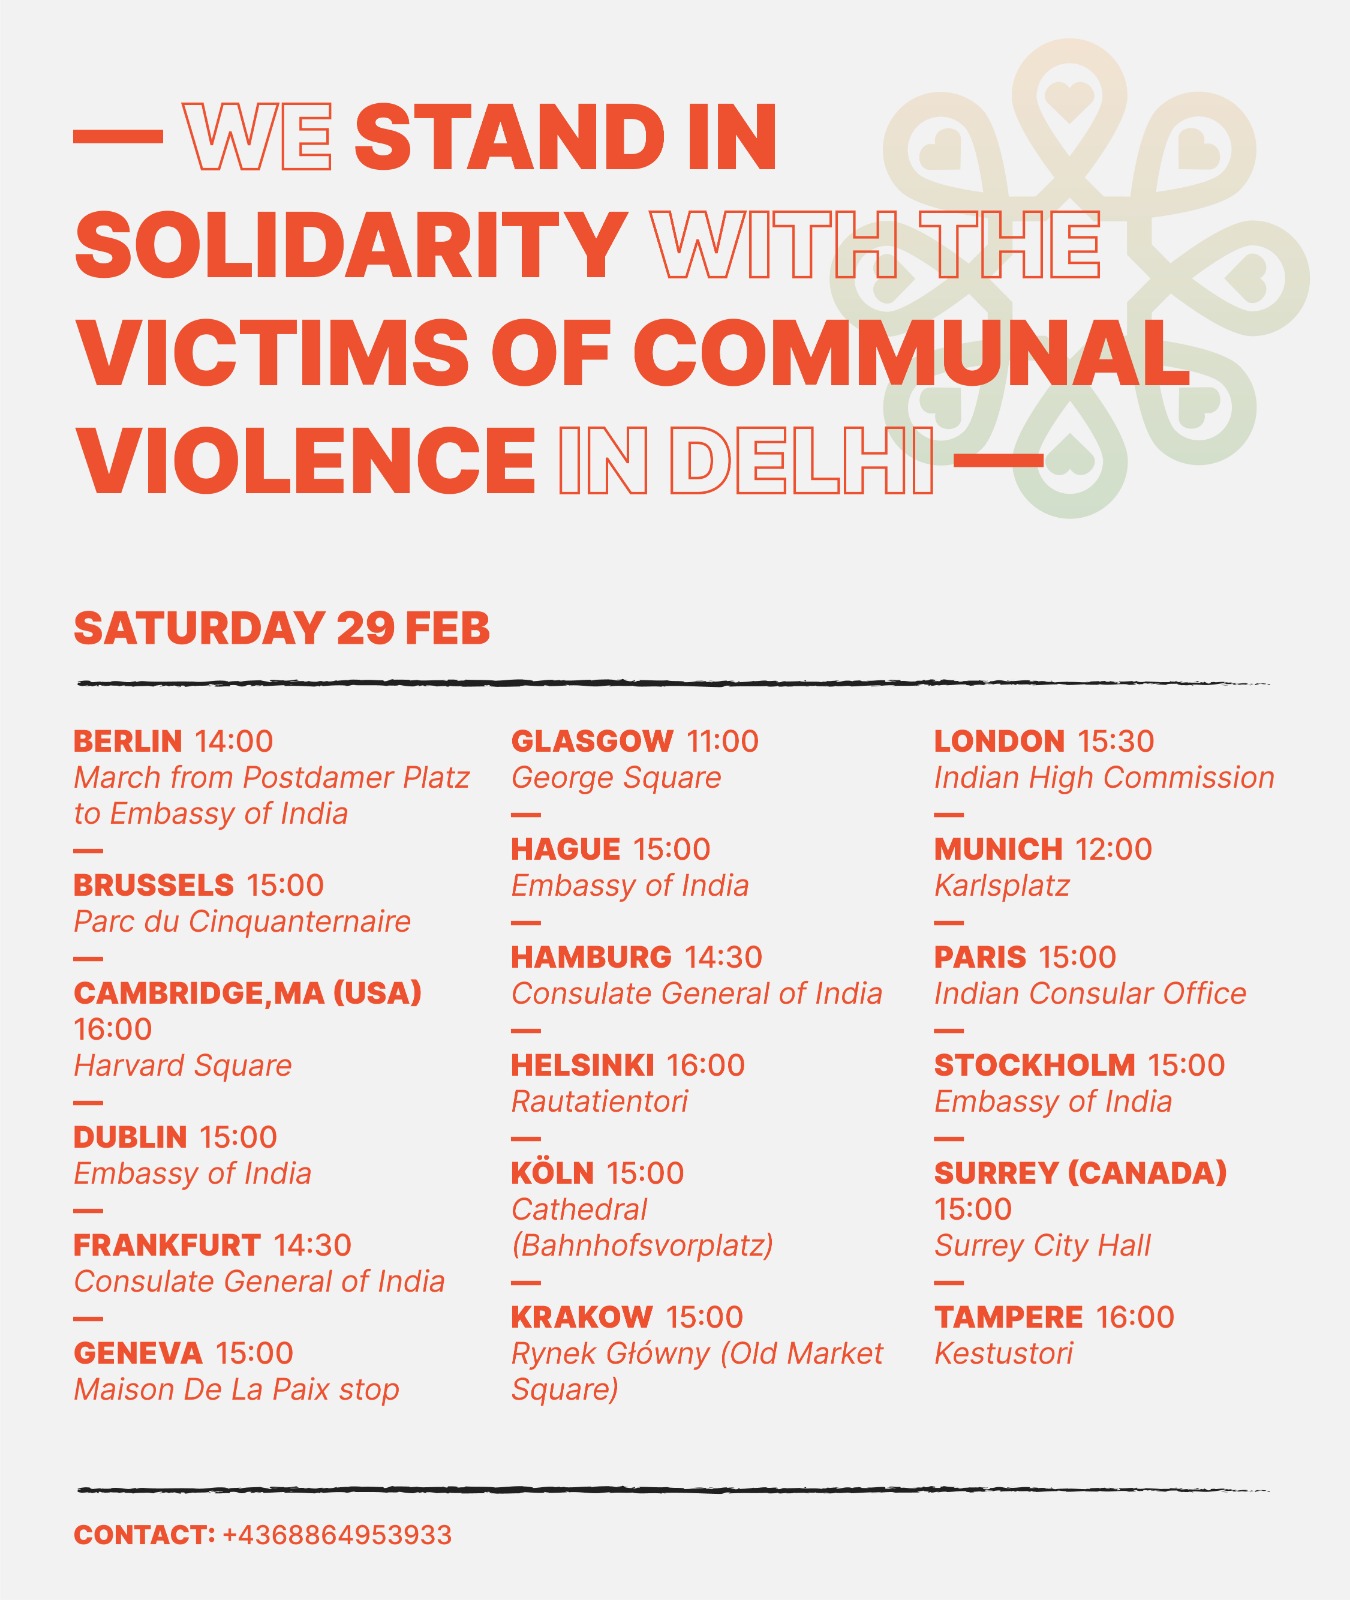 — WE STAND IN
SOLIDARITY WITH THE
VICTIMS OF COMMUNAL
VIOLENCE IN DELHI —
SATURDAY 29 FEB
BERLIN 14:00
March from Postdamer Platz
to Embassy of India
—
BRUSSELS 15:00
Parc du Cinquanternaire
—
CAMBRIDGE,MA (USA)
16:00
Harvard Square
—
DUBLIN 15:00
Embassy of India
—
FRANKFURT 14:30
Consulate General of India
—
GENEVA 15:00
Maison De La Paix stop
GLASGOW 11:00
George Square
—
HAGUE 15:00
Embassy of India
—
HAMBURG 14:30
Consulate General of India
—
HELSINKI 16:00
Rautatientori
—
KÖLN 15:00
Cathedral
(Bahnhofsvorplatz)
—
KRAKOW 15:00
Rynek Główny (Old Market
Square)
LONDON 15:30
Indian High Commission
—
MUNICH 12:00
Karlsplatz
—
PARIS 15:00
Indian Consular Office
—
STOCKHOLM 15:00
Embassy of India
—
SURREY (CANADA)
15:00
Surrey City Hall
—
TAMPERE 16:00
Kestustori
CONTACT: +4368864953933